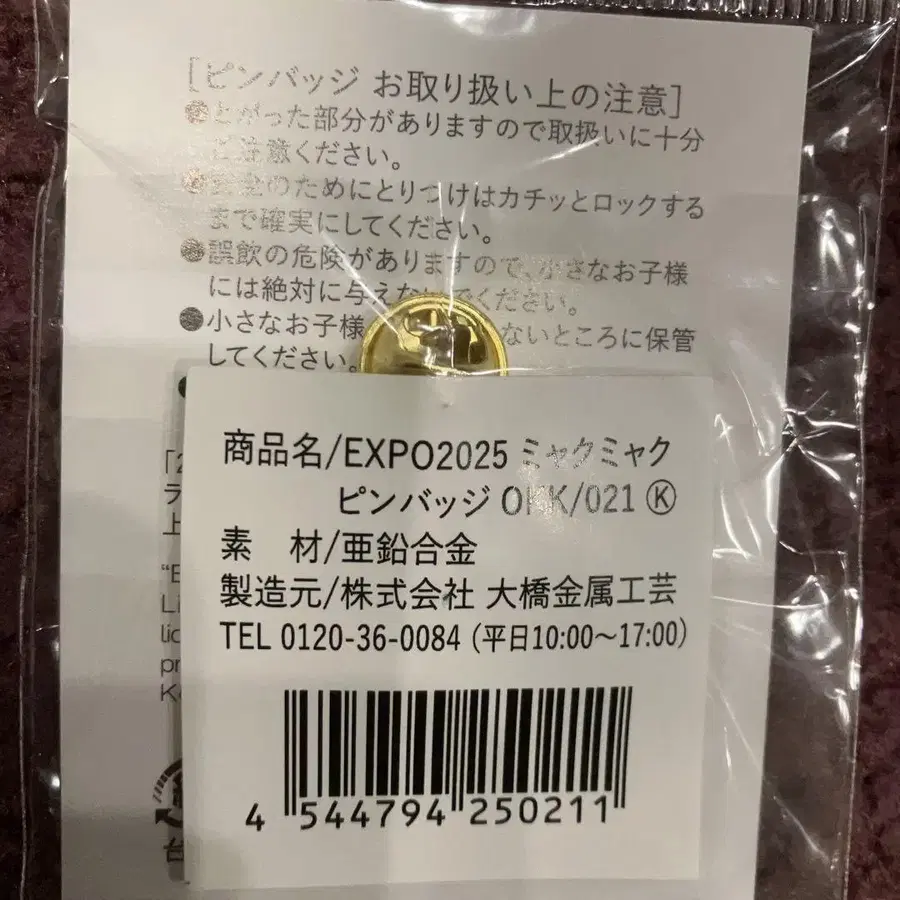 [ピンバッジ お取り扱い上の注意]
●とがった部分がありますので取扱いに十分
ご注意ください。
●安全のためにとりつけはカチッとロックする
まで確実にしてください。
●誤飲の危険がありますので、小さなお子様
には絶対に与えないでください。
●小さなお子様 ないところに保管
してください。
商品名/EXPO2025 ミャクミャク
ピンバッジ OKK/021 Ⓚ
素 材/亜鉛合金
製造元/株式会社 大橋金属工芸
TEL 0120-36-0084 (平日10:00～17:00)
4 544794 250211
「2
ラ
上
"E
Li
lic
pr
K
台